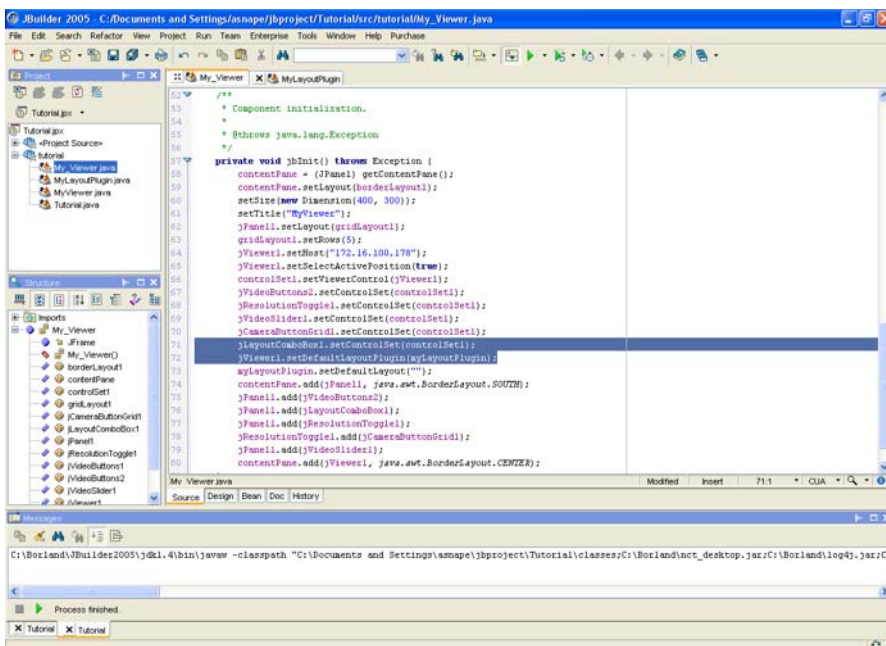 JBuilder 2005 - C:/Documents and Settings/asnape/jbproject/Tutorial/src/tutorial/My_Viewer.java
File Edit Search Refactor View Project Run Team Enterprise Tools Window Help Purchase
Project
My_Viewer
MyLayoutPlugin
Tutorial.jpx
Tutorial.jpx
<Project Source>
tutorial
My_Viewer.java
MyLayoutPlugin.java
MyViewer.java
Tutorial.java
52 /**
53 * Component initialization.
54 *
55 * @throws java.lang.Exception
56 */
57 private void jbInit() throws Exception {
58 contentPane = (JPanel) getContentPane();
59 contentPane.setLayout(borderLayout1);
60 setSize(new Dimension(400, 300));
61 setTitle("MyViewer");
62 jPanel1.setLayout(gridLayout1);
63 gridLayout1.setRows(5);
64 jViewer1.setHost("172.16.100.178");
65 jViewer1.setSelectActivePosition(true);
66 controlSet1.setViewerControl(jViewer1);
67 jVideoButtons2.setControlSet(controlSet1);
68 jResolutionToggle1.setControlSet(controlSet1);
69 jVideoSlider1.setControlSet(controlSet1);
70 jCameraButtonGrid1.setControlSet(controlSet1);
71 jLayoutComboBox1.setControlSet(controlSet1);
72 jViewer1.setDefaultLayoutPlugin(myLayoutPlugin);
73 myLayoutPlugin.setDefaultLayout("");
74 contentPane.add(jPanel1, java.awt.BorderLayout.SOUTH);
75 jPanel1.add(jVideoButtons2);
76 jPanel1.add(jLayoutComboBox1);
77 jPanel1.add(jResolutionToggle1);
78 jResolutionToggle1.add(jCameraButtonGrid1);
79 jPanel1.add(jVideoSlider1);
80 contentPane.add(jViewer1, java.awt.BorderLayout.CENTER);
Structure
Imports
My_Viewer
JFrame
My_Viewer()
borderLayout1
contentPane
controlSet1
gridLayout1
jCameraButtonGrid1
jLayoutComboBox1
jPanel1
jResolutionToggle1
jVideoButtons1
jVideoButtons2
jVideoSlider1
jViewer1
My Viewer.java Modified Insert 71:1 CUA
Source Design Bean Doc History
Messages
C:\Borland\JBuilder2005\jdk1.4\bin\javaw -classpath "C:\Documents and Settings\asnape\jbproject\Tutorial\classes;C:\Borland\nct_desktop.jar;C:\Borland\log4j.jar;C
Process finished.
Tutorial Tutorial